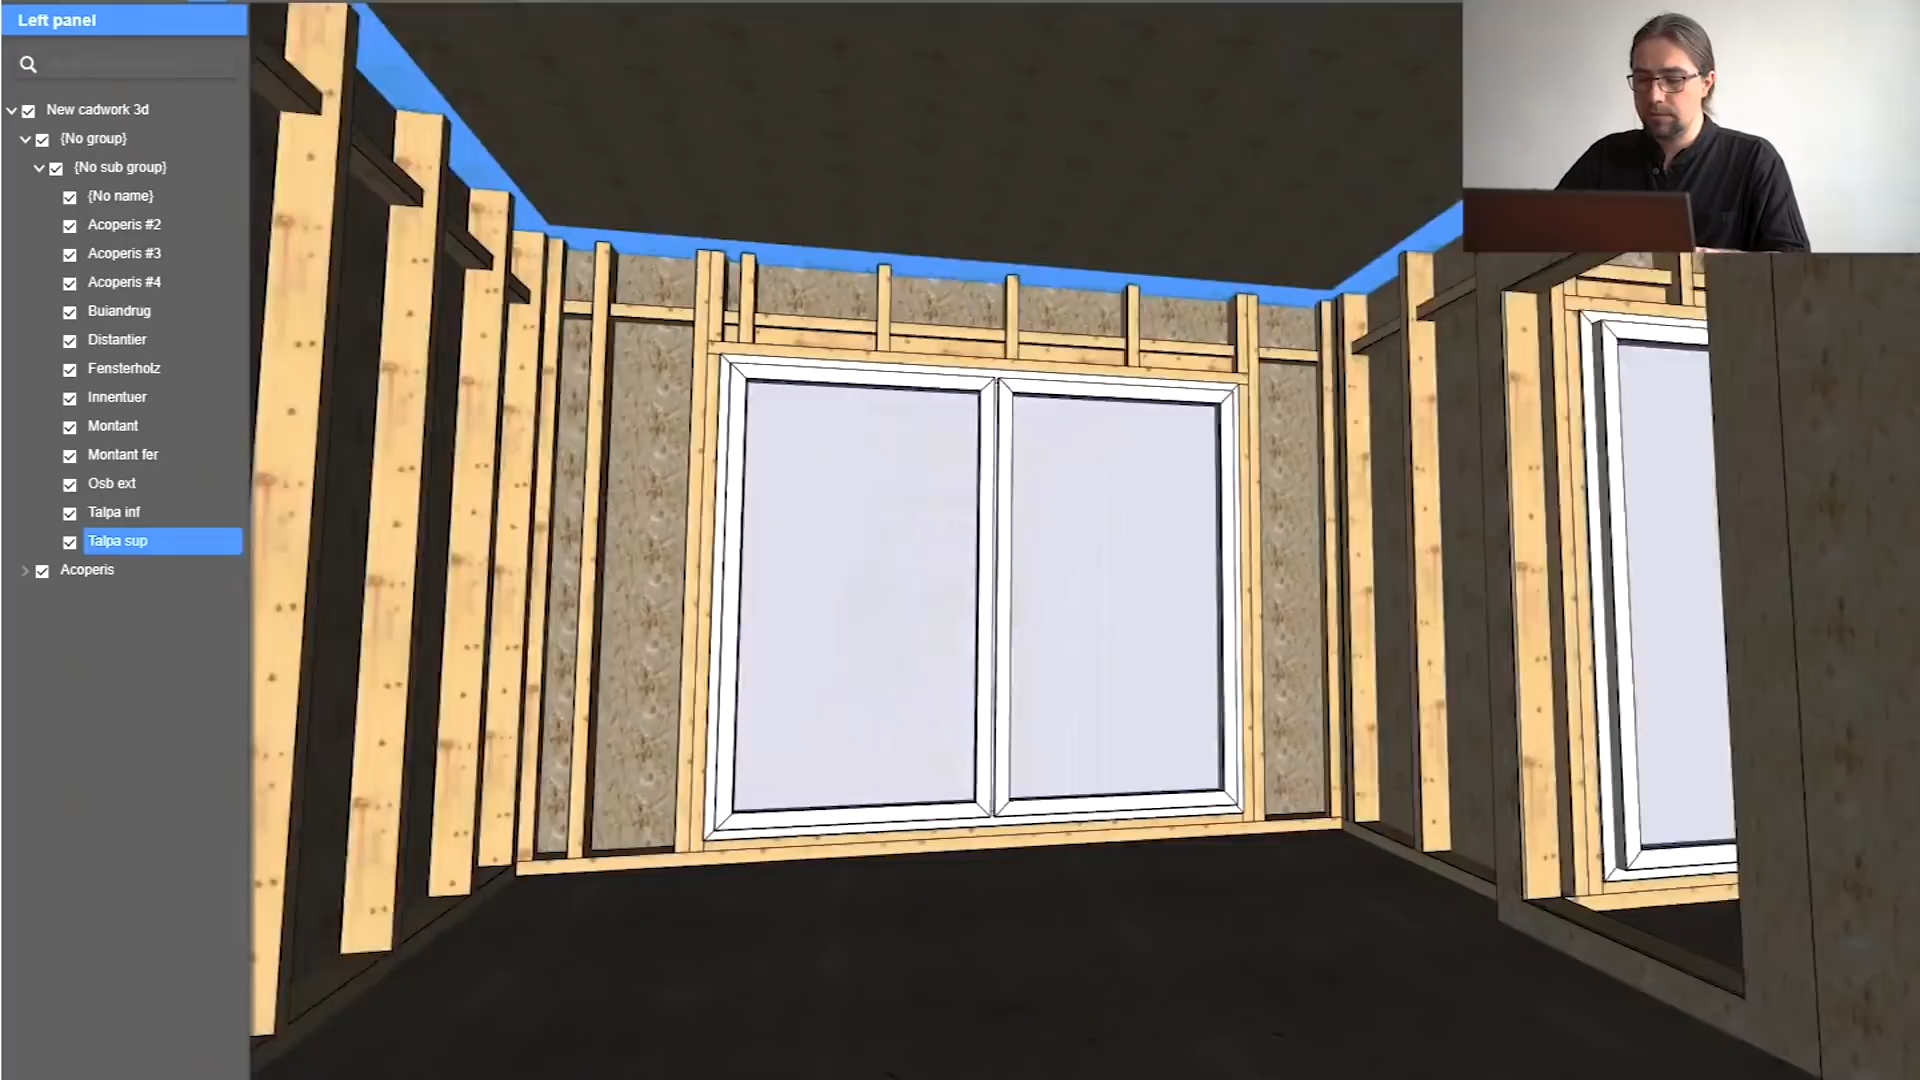 Left panel
New cadwork 3d
{No group}
{No sub group}
{No name}
Acoperis #2
Acoperis #3
Acoperis #4
Buiandrug
Distantier
Fensterholz
Innentuer
Montant
Montant fer
Osb ext
Talpa inf
Talpa sup
Acoperis